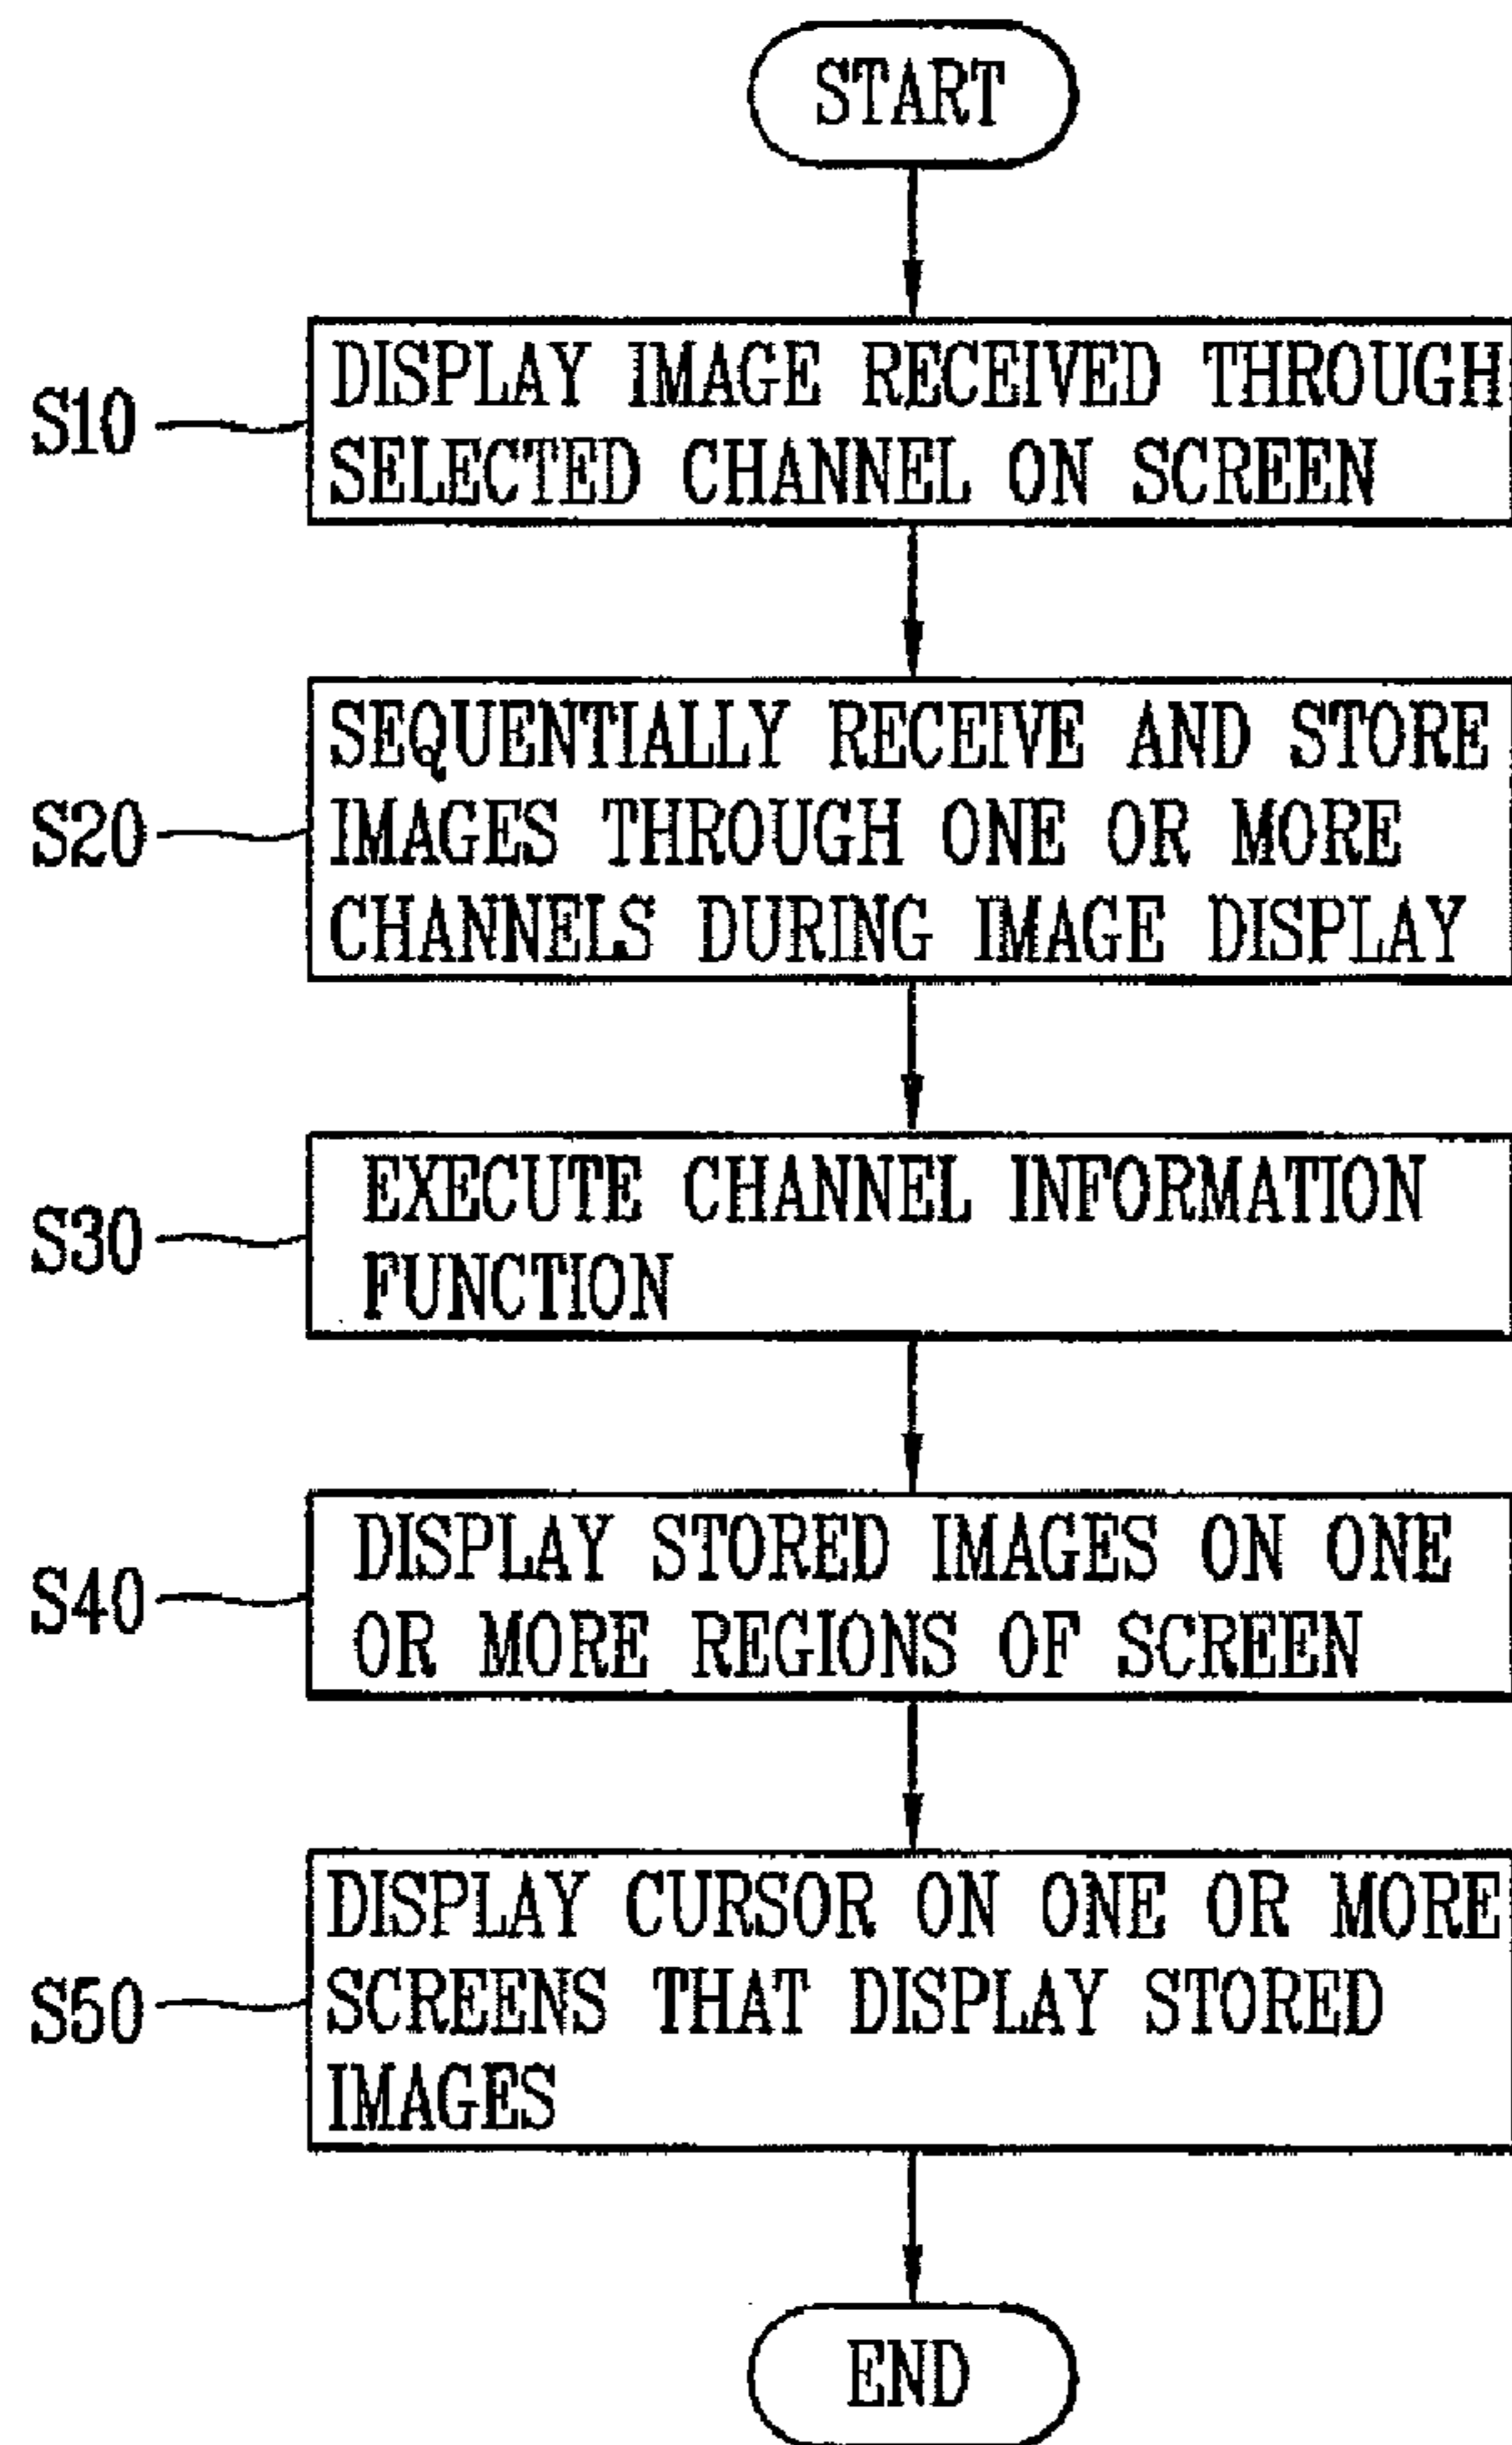 START
S10
DISPLAY IMAGE RECEIVED THROUGH
SELECTED CHANNEL ON SCREEN
S20
SEQUENTIALLY RECEIVE AND STORE
IMAGES THROUGH ONE OR MORE
CHANNELS DURING IMAGE DISPLAY
S30
EXECUTE CHANNEL INFORMATION
FUNCTION
S40
DISPLAY STORED IMAGES ON ONE
OR MORE REGIONS OF SCREEN
S50
DISPLAY CURSOR ON ONE OR MORE
SCREENS THAT DISPLAY STORED
IMAGES
END